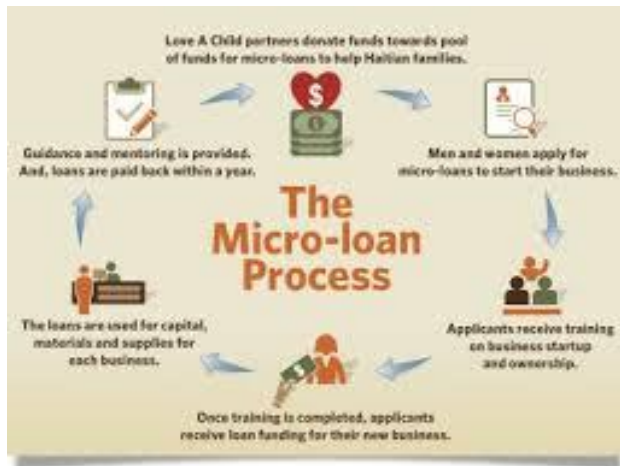 Love A Child partners donate funds towards pool
of funds for micro-loans to help Haitian families.
Men and women apply for
micro-loans to start their business.
Applicants receive training
on business startup
and ownership.
Once training is completed, applicants
receive loan funding for their new business.
The loans are used for capital,
materials and supplies for
each business.
Guidance and mentoring is provided.
And, loans are paid back within a year.
The
Micro-loan
Process